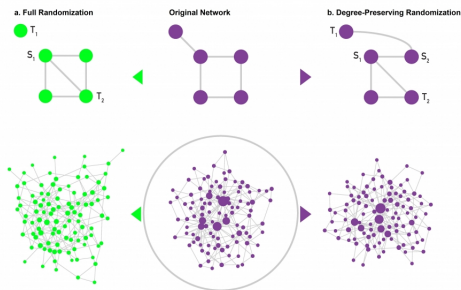 a. Full Randomization
Original Network
b. Degree-Preserving Randomization
T1
S1
T2
T1
S1
S2
T2